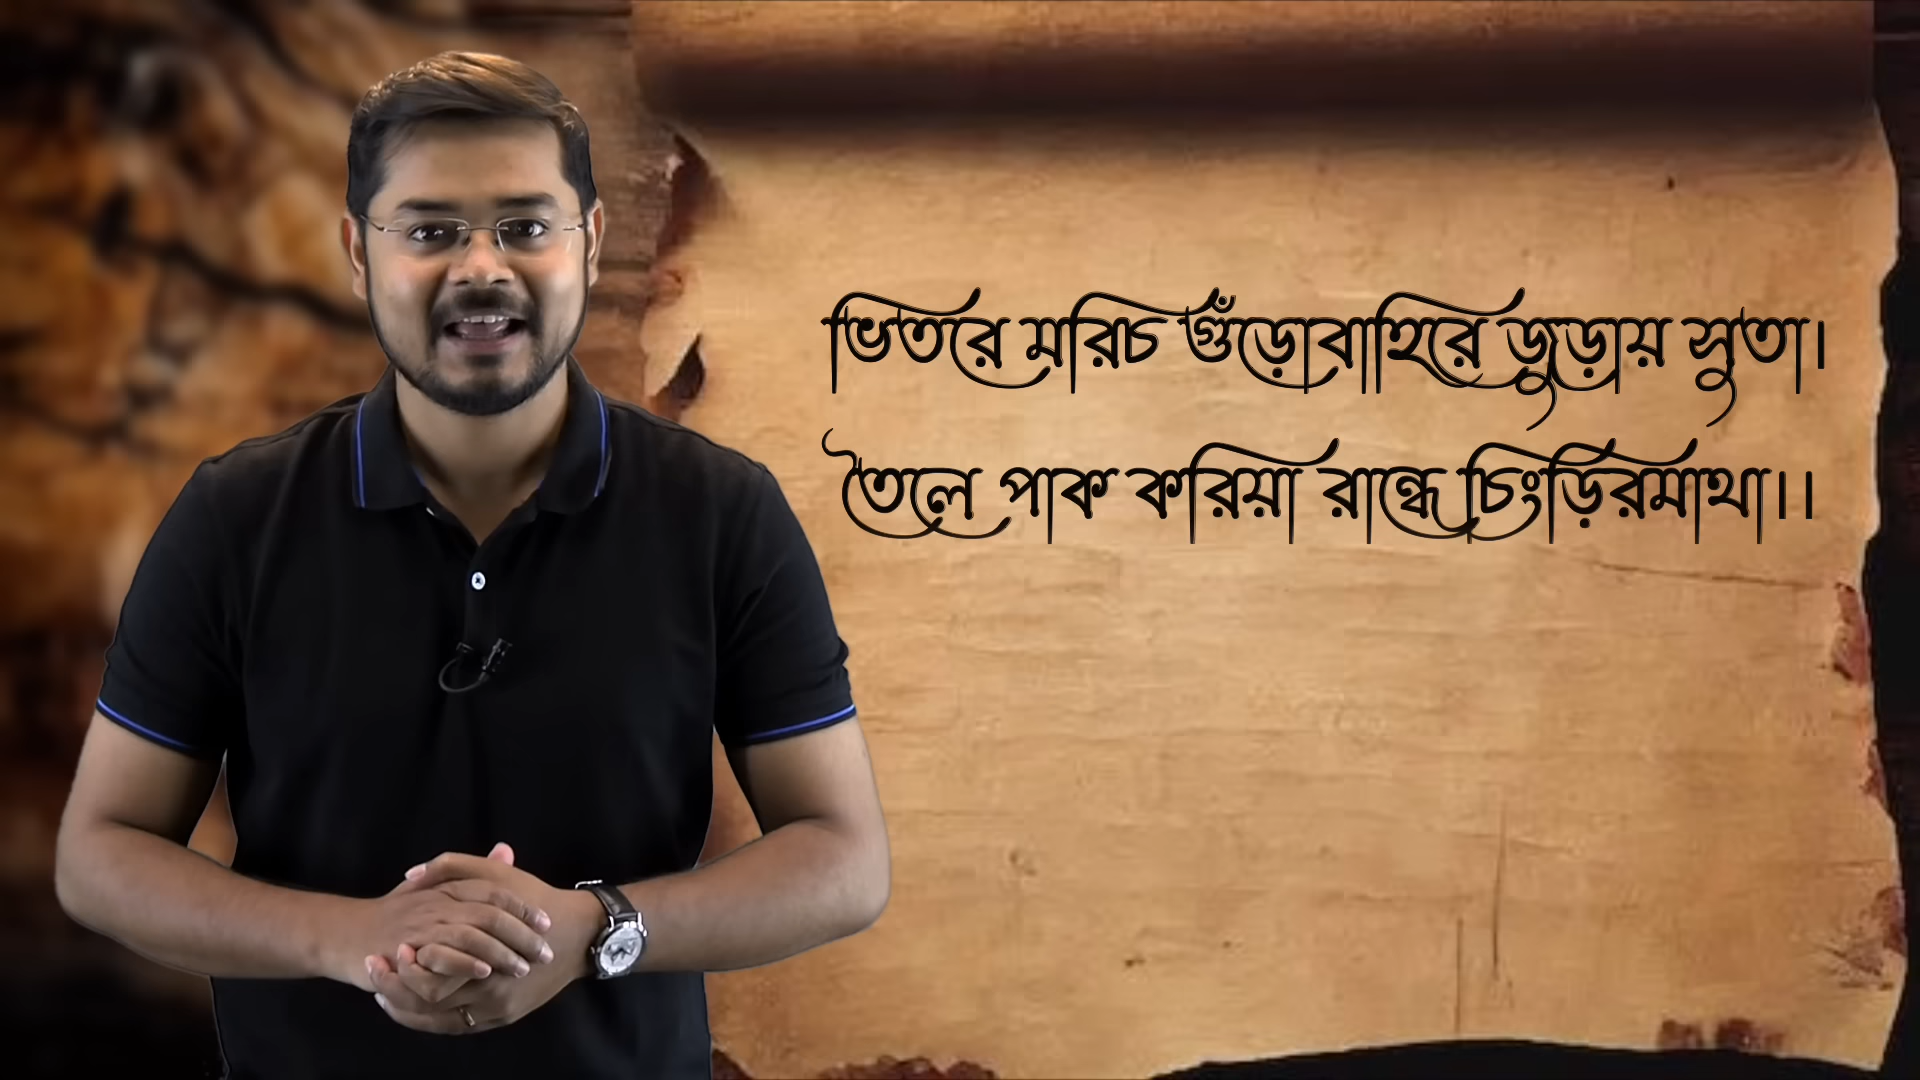 ভিতরে মরিচ গুঁড়োবাহিরে জুড়ায় সুতা।
তৈলে পাক করিয়া রান্ধে চিংড়িরমাথা।।